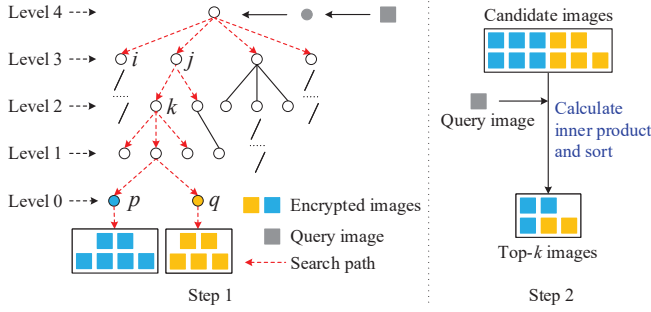 Level 4
Level 3
i
j
Level 2
k
Level 1
Level 0
p
q
Encrypted images
Query image
Search path
Step 1
Candidate images
Query image
Calculate
inner product
and sort
Top-k images
Step 2